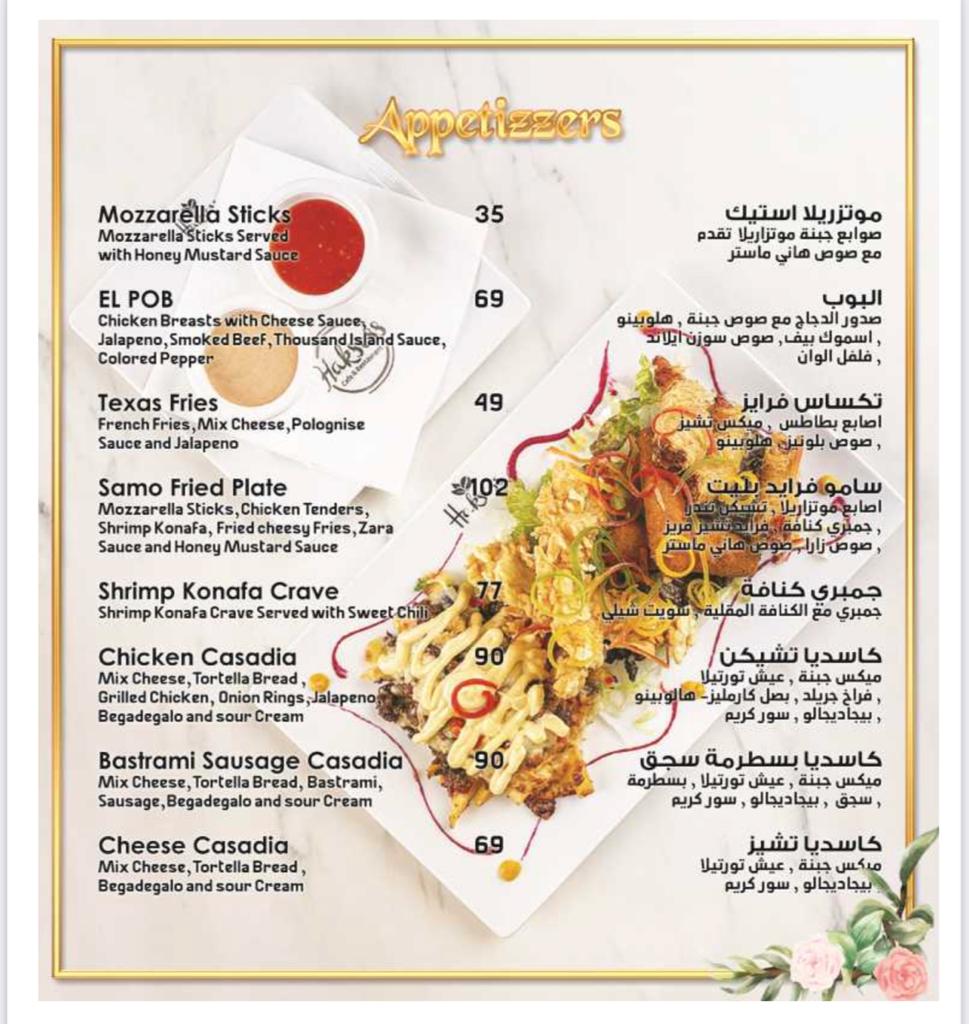 Appetizzers
Mozzarella Sticks 35 موتزريلا استيك
Mozzarella Sticks Served صوابع جبنة موتزاريلا تقدم
with Honey Mustard Sauce مع صوص هاني ماستر
EL POB 69 البوب
Chicken Breasts with Cheese Sauce, صدور الدجاج مع صوص جبنة , هلوبينو
Jalapeno, Smoked Beef, Thousand Island Sauce, , اسموك بيف, صوص سوزن ايلاند
Colored Pepper , فلفل الوان
Texas Fries 49 تكساس فرايز
French Fries, Mix Cheese, Polognise اصابع بطاطس , ميكس تشيز
Sauce and Jalapeno , صوص بلونيز, هلوبينو
Samo Fried Plate 102 سامو فرايد بليت
Mozzarella Sticks, Chicken Tenders, اصابع موتزاريلا , تشيكن تندر
Shrimp Konafa, Fried cheesy Fries, Zara , جمبري كنافة , فرايد تشيز فريز
Sauce and Honey Mustard Sauce , صوص زارا , صوص هاني ماستر
Shrimp Konafa Crave 77 جمبري كنافة
Shrimp Konafa Crave Served with Sweet Chili جمبري مع الكنافة المقلية , سويت شيلي
Chicken Casadia 90 كاسديا تشيكن
Mix Cheese, Tortella Bread , ميكس جبنة , عيش تورتيلا
Grilled Chicken, Onion Rings, Jalapeno , فراخ جريلد , بصل كارمليز- هالوبينو
Begadegalo and sour Cream , بيجاديجالو , سور كريم
Bastrami Sausage Casadia 90 كاسديا بسطرمة سجق
Mix Cheese, Tortella Bread, Bastrami, ميكس جبنة , عيش تورتيلا , بسطرمة
Sausage, Begadegalo and sour Cream , سجق , بيجاديجالو , سور كريم
Cheese Casadia 69 كاسديا تشيز
Mix Cheese, Tortella Bread , ميكس جبنة , عيش تورتيلا
Begadegalo and sour Cream , بيجاديجالو , سور كريم
Cafe & Restaurant